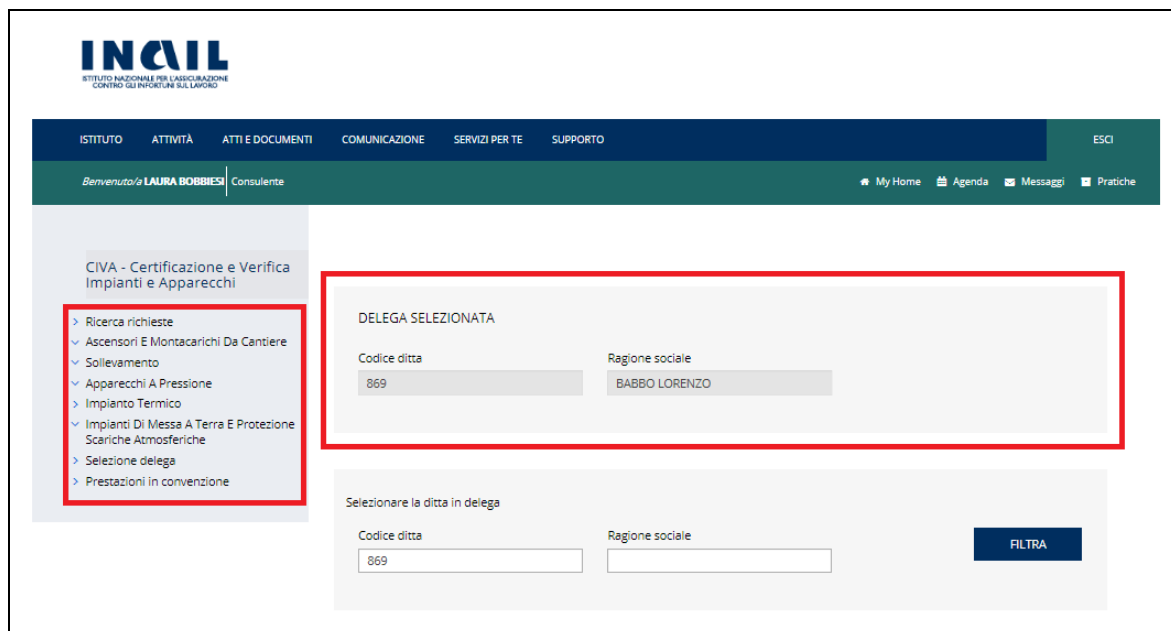 INAIL
ISTITUTO NAZIONALE PER L'ASSICURAZIONE
CONTRO GLI INFORTUNI SUL LAVORO
ISTITUTO ATTIVITÀ ATTI E DOCUMENTI COMUNICAZIONE SERVIZI PER TE SUPPORTO ESCI
Benvenuto/a LAURA BOBBIESI Consulente My Home Agenda Messaggi Pratiche
CIVA - Certificazione e Verifica
Impianti e Apparecchi
Ricerca richieste
Ascensori E Montacarichi Da Cantiere
Sollevamento
Apparecchi A Pressione
Impianto Termico
Impianti Di Messa A Terra E Protezione
Scariche Atmosferiche
Selezione delega
Prestazioni in convenzione
DELEGA SELEZIONATA
Codice ditta Ragione sociale
869 BABBO LORENZO
Selezionare la ditta in delega
Codice ditta Ragione sociale
869
FILTRA